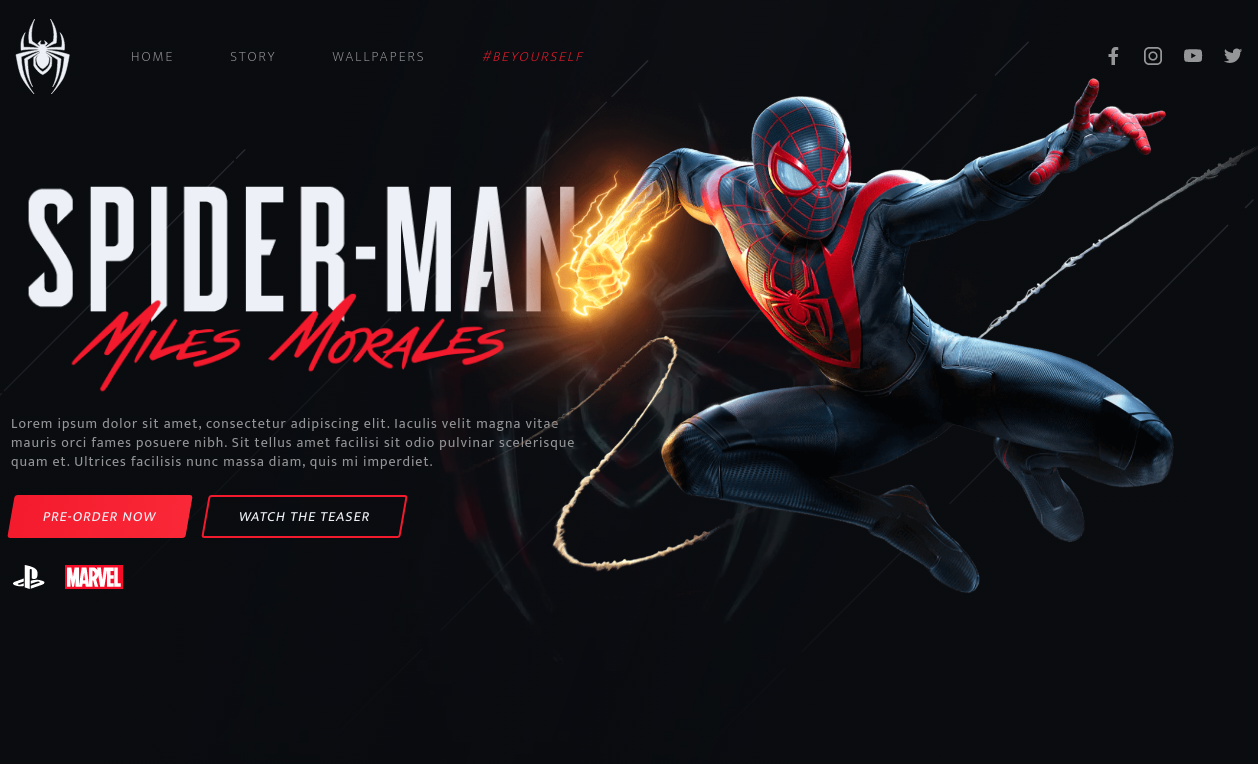 HOME STORY WALLPAPERS #BEYOURSELF
SPIDER-MAN
MILES MORALES
Lorem ipsum dolor sit amet, consectetur adipiscing elit. Iaculis velit magna vitae
mauris orci fames posuere nibh. Sit tellus amet facilisi sit odio pulvinar scelerisque
quam et. Ultrices facilisis nunc massa diam, quis mi imperdiet.
PRE-ORDER NOW WATCH THE TEASER
MARVEL